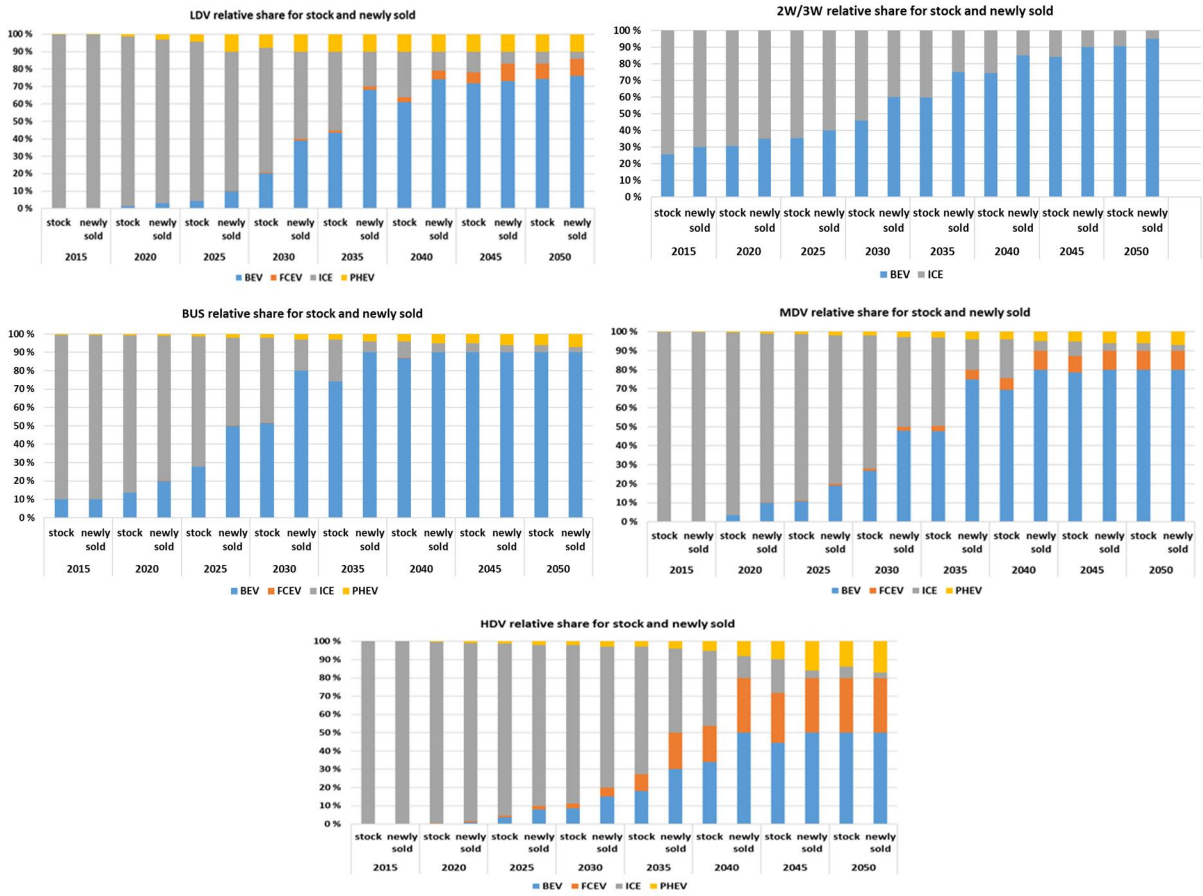 LDV relative share for stock and newly sold
100 %
90 %
80 %
70 %
60 %
50 %
40 %
30 %
20 %
10 %
0 %
stock newly stock newly stock newly stock newly stock newly stock newly stock newly stock newly
sold sold sold sold sold sold sold sold
2015 2020 2025 2030 2035 2040 2045 2050
BEV FCEV ICE PHEV
2W/3W relative share for stock and newly sold
100 %
90 %
80 %
70 %
60 %
50 %
40 %
30 %
20 %
10 %
0 %
stock newly stock newly stock newly stock newly stock newly stock newly stock newly stock newly
sold sold sold sold sold sold sold sold
2015 2020 2025 2030 2035 2040 2045 2050
BEV ICE
BUS relative share for stock and newly sold
100 %
90 %
80 %
70 %
60 %
50 %
40 %
30 %
20 %
10 %
0 %
stock newly stock newly stock newly stock newly stock newly stock newly stock newly stock newly
sold sold sold sold sold sold sold sold
2015 2020 2025 2030 2035 2040 2045 2050
BEV FCEV ICE PHEV
MDV relative share for stock and newly sold
100 %
90 %
80 %
70 %
60 %
50 %
40 %
30 %
20 %
10 %
0 %
stock newly stock newly stock newly stock newly stock newly stock newly stock newly stock newly
sold sold sold sold sold sold sold sold
2015 2020 2025 2030 2035 2040 2045 2050
BEV FCEV ICE PHEV
HDV relative share for stock and newly sold
100 %
90 %
80 %
70 %
60 %
50 %
40 %
30 %
20 %
10 %
0 %
stock newly stock newly stock newly stock newly stock newly stock newly stock newly stock newly
sold sold sold sold sold sold sold sold
2015 2020 2025 2030 2035 2040 2045 2050
BEV FCEV ICE PHEV